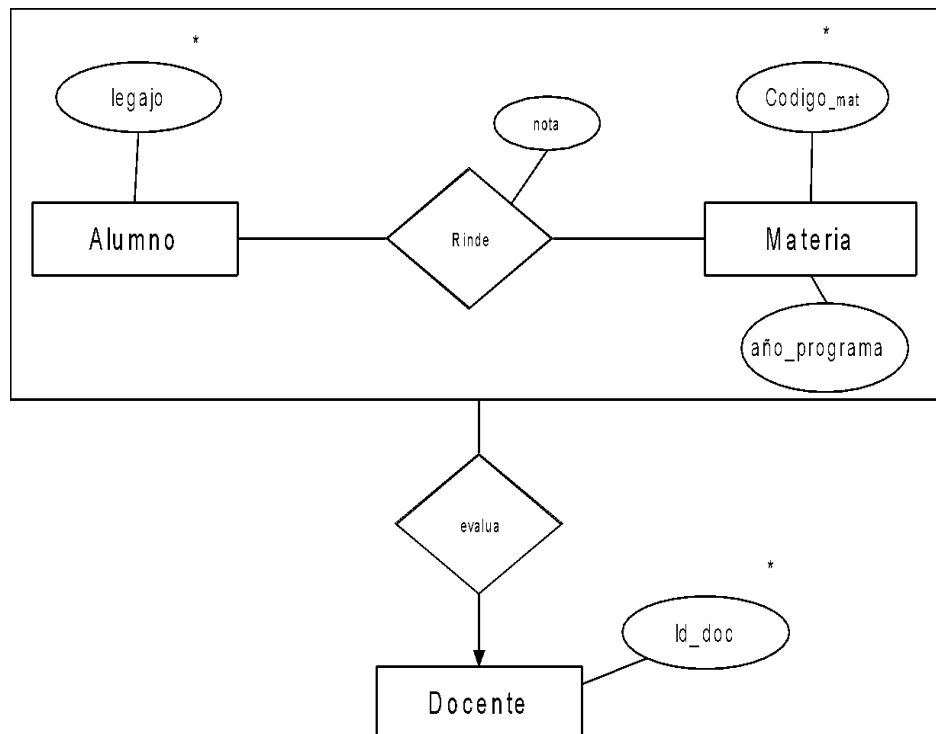 *
*
legajo
Codigo_mat
nota
Alumno
Rinde
Materia
año_programa
evalua
*
Id_doc
Docente